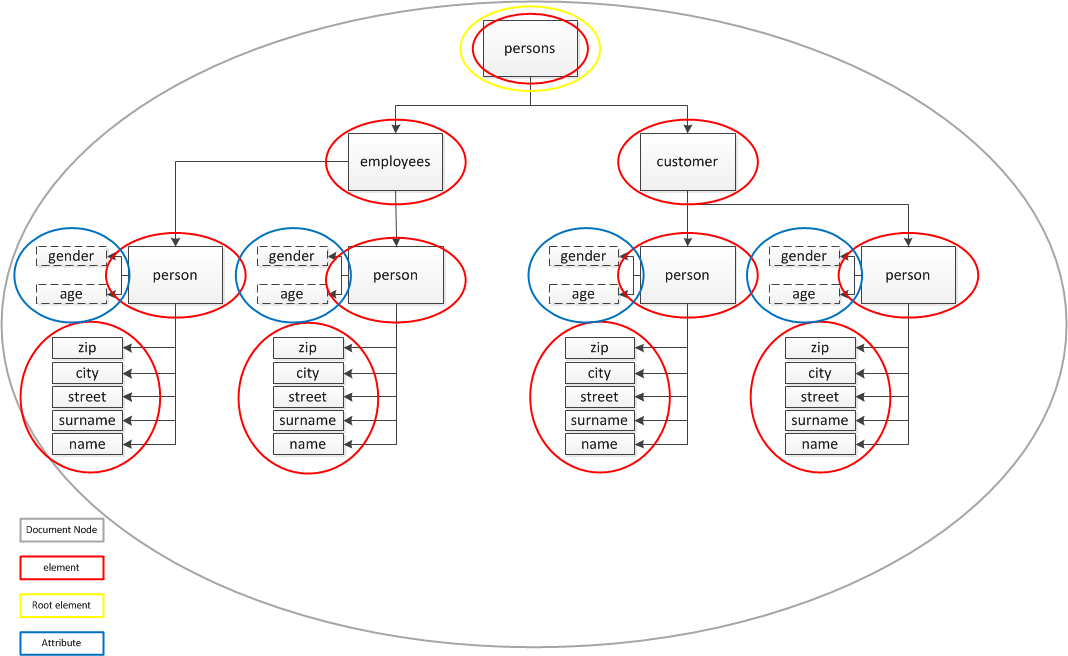 persons
employees
customer
gender
age
person
gender
age
person
gender
age
person
gender
age
person
zip
city
street
surname
name
zip
city
street
surname
name
zip
city
street
surname
name
zip
city
street
surname
name
Document Node
element
Root element
Attribute